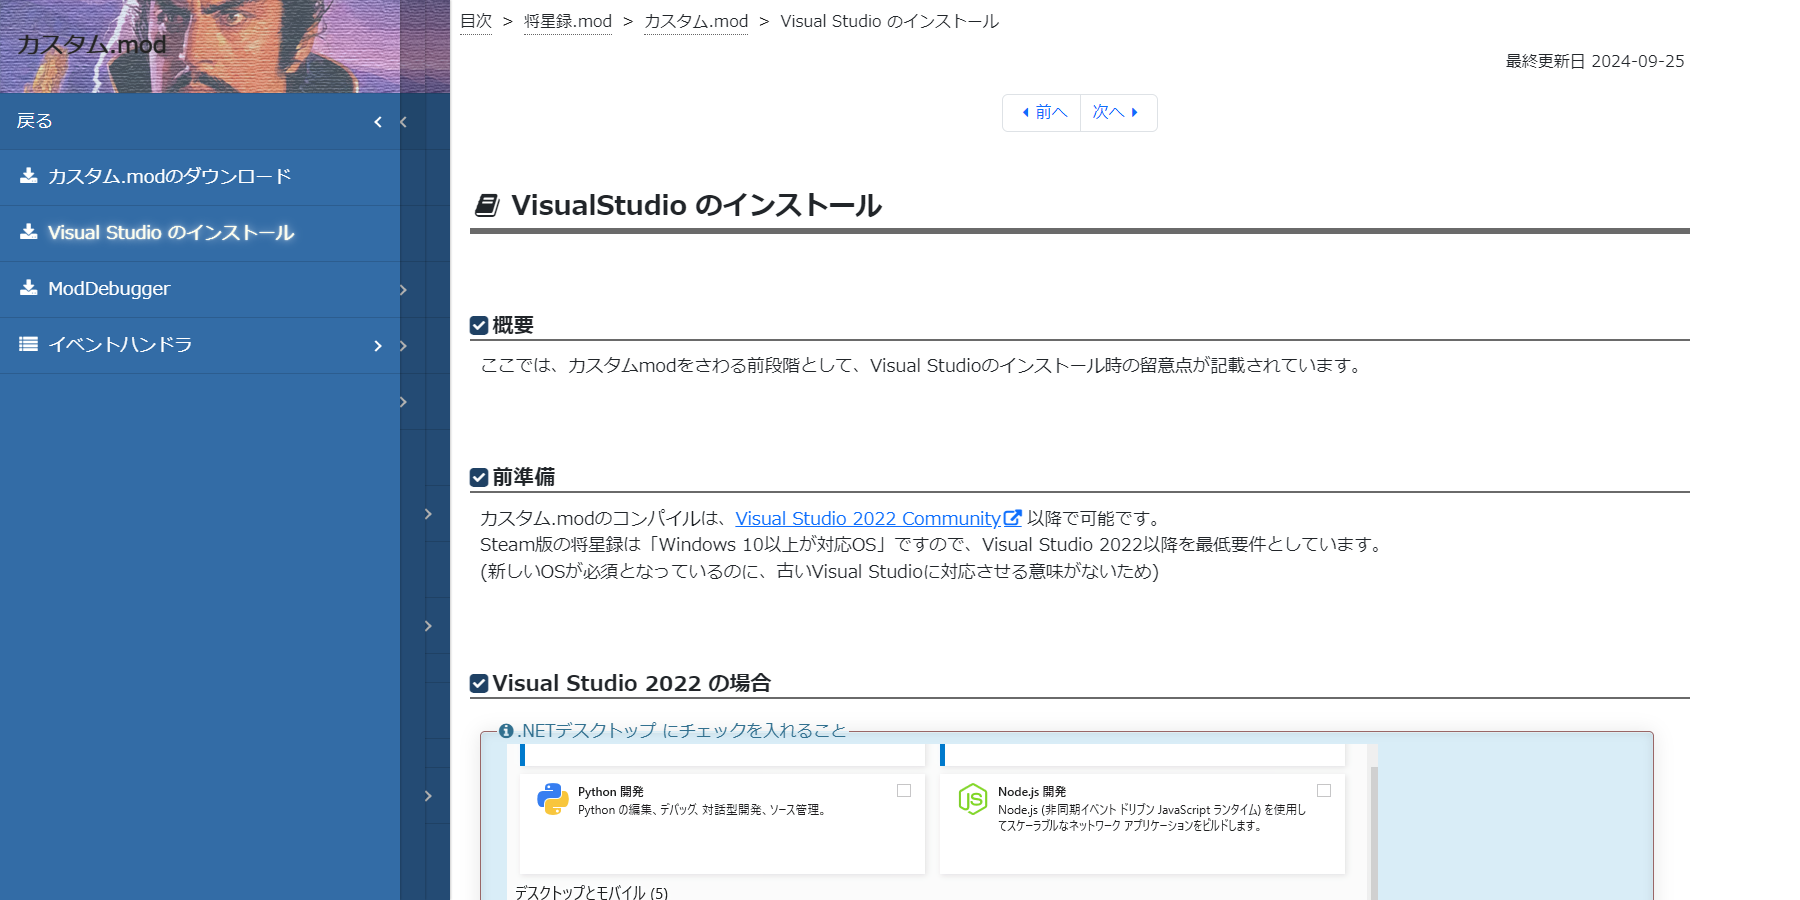 カスタム.mod
戻る
カスタム.modのダウンロード
Visual Studio のインストール
ModDebugger
イベントハンドラ
目次 > 将星録.mod > カスタム.mod > Visual Studio のインストール
最終更新日 2024-09-25
前へ 次へ
VisualStudio のインストール
概要
ここでは、カスタムmodをさわる前段階として、Visual Studioのインストール時の留意点が記載されています。
前準備
カスタム.modのコンパイルは、Visual Studio 2022 Community 以降で可能です。
Steam版の将星録は「Windows 10以上が対応OS」ですので、Visual Studio 2022以降を最低要件としています。
(新しいOSが必須となっているのに、古いVisual Studioに対応させる意味がないため)
Visual Studio 2022 の場合
.NETデスクトップ にチェックを入れること
Python 開発
Python の編集、デバッグ、対話型開発、ソース管理。
Node.js 開発
Node.js (非同期イベント ドリブン JavaScript ランタイム) を使用し
てスケーラブルなネットワーク アプリケーションをビルドします。
デスクトップとモバイル (5)